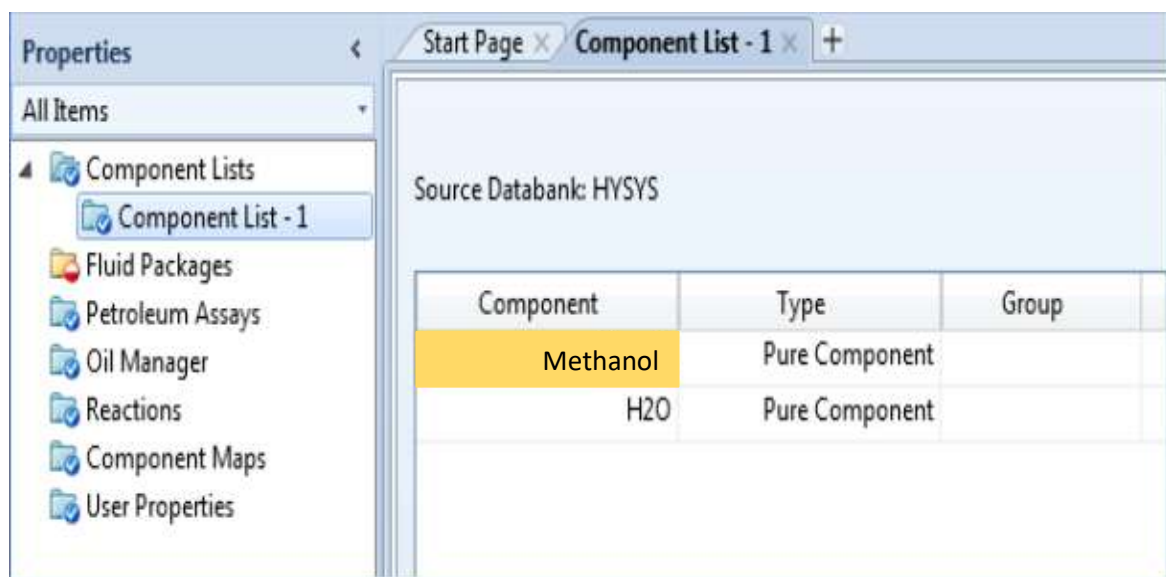 Properties <
All Items
Component Lists
Component List - 1
Fluid Packages
Petroleum Assays
Oil Manager
Reactions
Component Maps
User Properties
Start Page × Component List - 1 × +
Source Databank: HYSYS
Component Type Group
Methanol Pure Component
H2O Pure Component